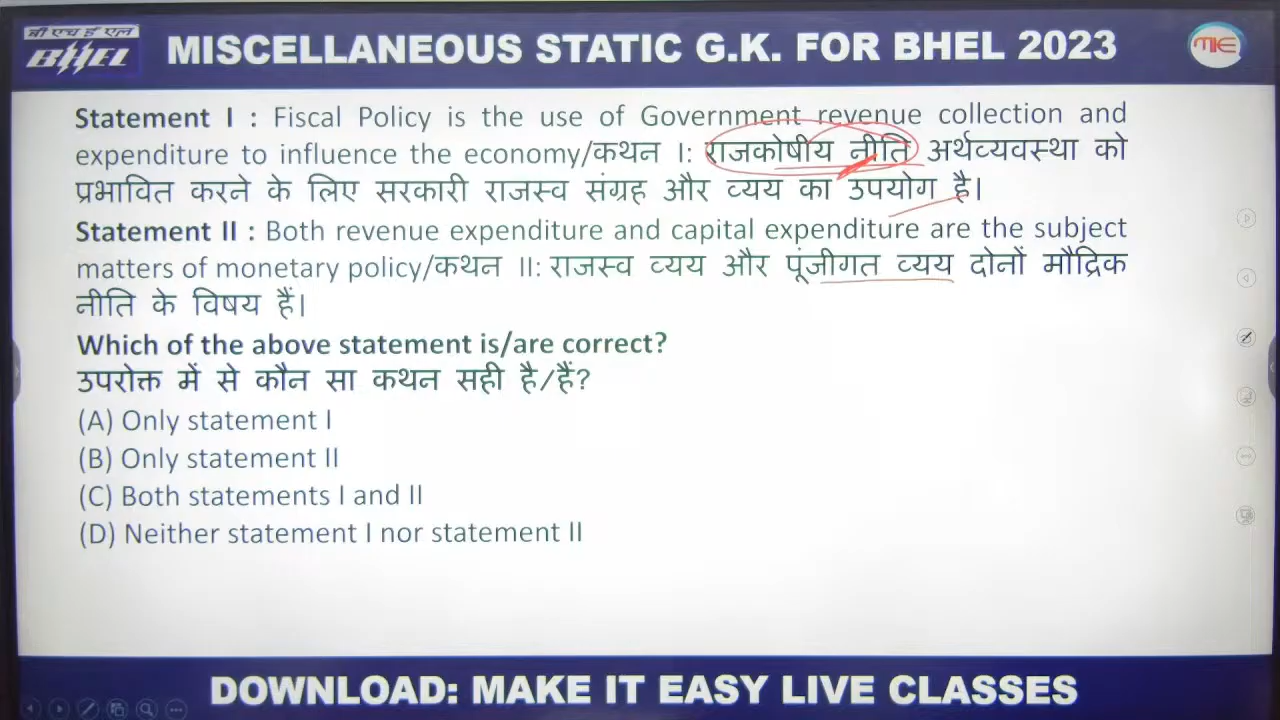 बी एच ई एल
BHEL
MISCELLANEOUS STATIC G.K. FOR BHEL 2023
MIE
Statement I : Fiscal Policy is the use of Government revenue collection and
expenditure to influence the economy/कथन I: राजकोषीय नीति अर्थव्यवस्था को
प्रभावित करने के लिए सरकारी राजस्व संग्रह और व्यय का उपयोग है।
Statement II : Both revenue expenditure and capital expenditure are the subject
matters of monetary policy/कथन II: राजस्व व्यय और पूंजीगत व्यय दोनों मौद्रिक
नीति के विषय हैं।
Which of the above statement is/are correct?
उपरोक्त में से कौन सा कथन सही है/हैं?
(A) Only statement I
(B) Only statement II
(C) Both statements I and II
(D) Neither statement I nor statement II
DOWNLOAD: MAKE IT EASY LIVE CLASSES